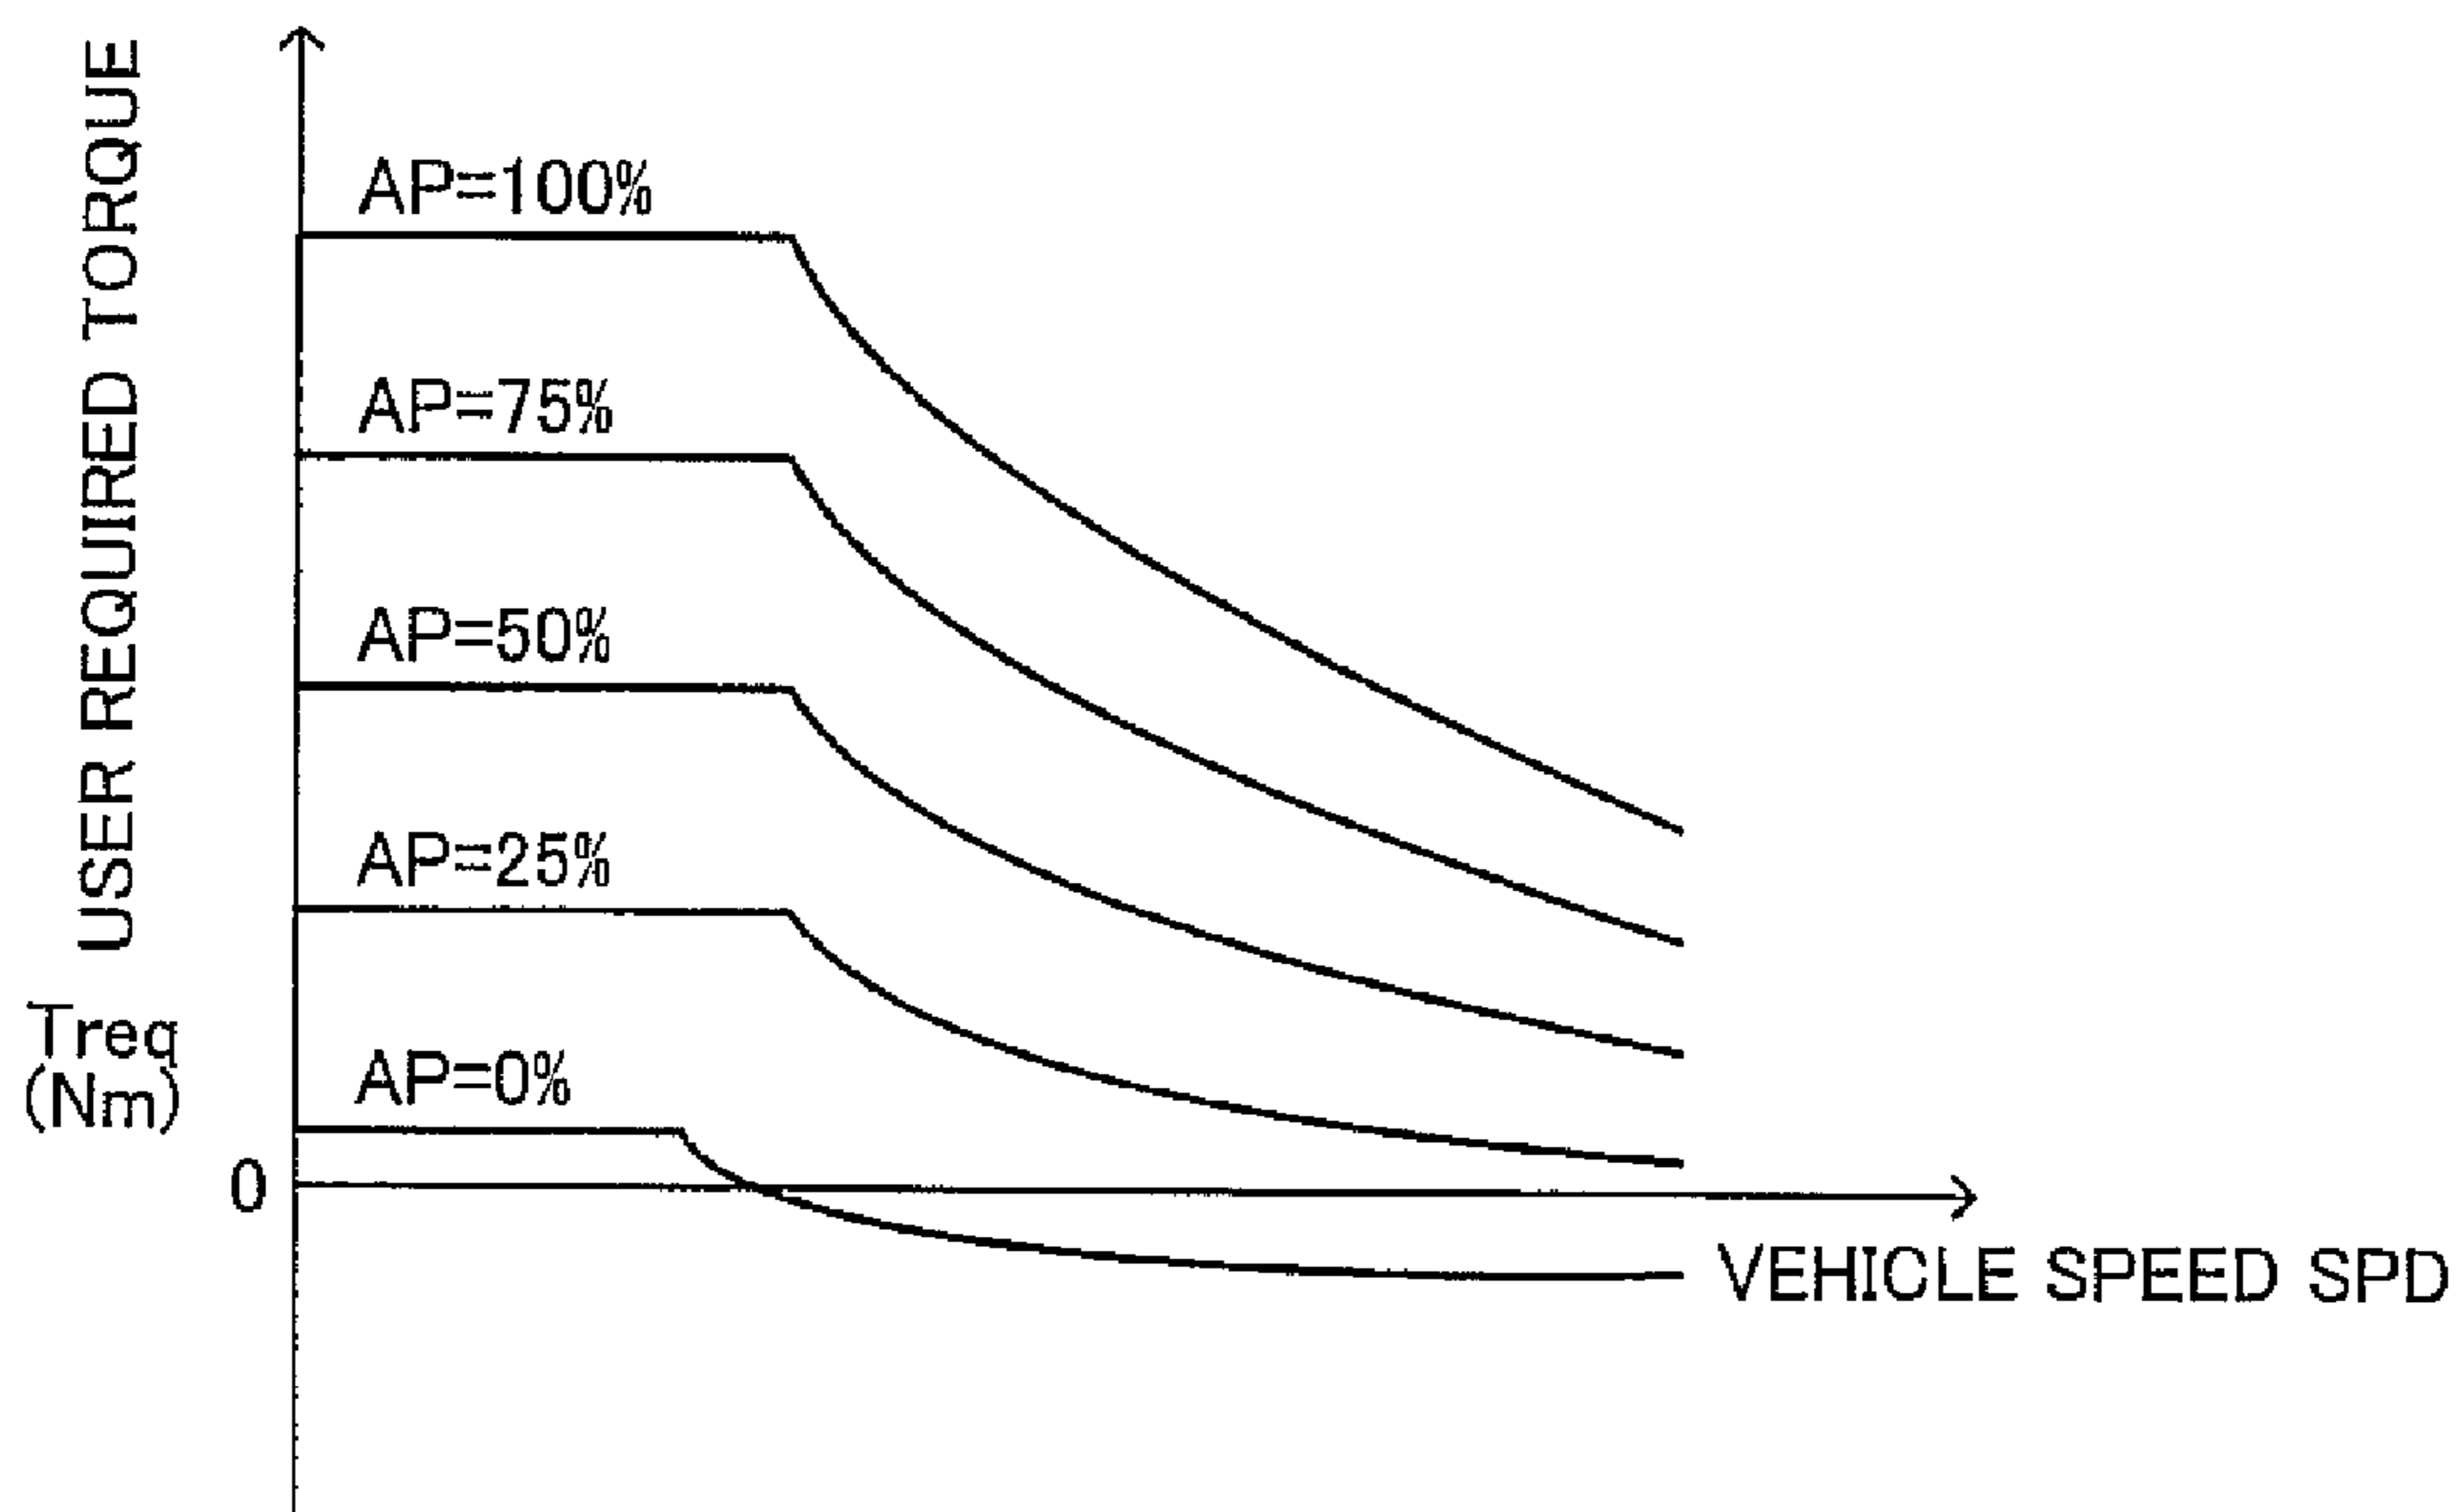 USER REQUIRED TORQUE
Treq
(Nm)
AP=100%
AP=75%
AP=50%
AP=25%
AP=0%
0
VEHICLE SPEED SPD